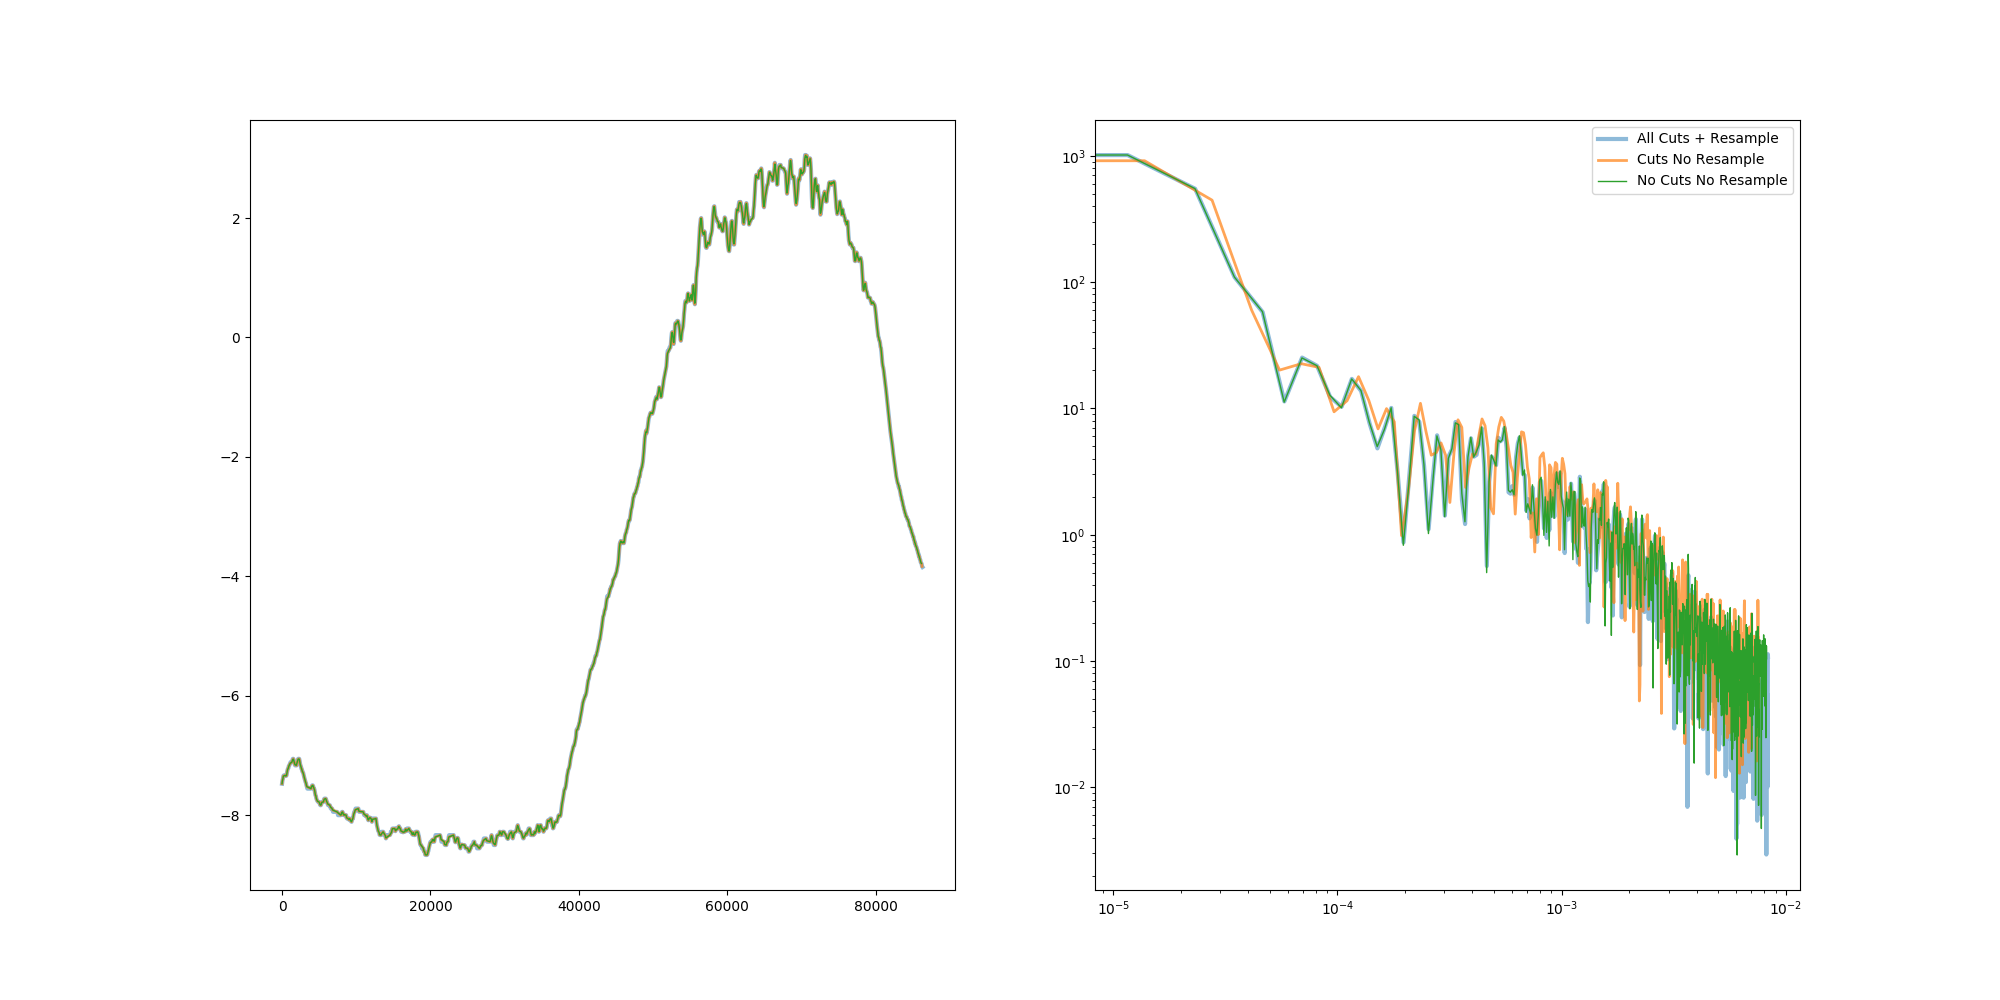 2
0
−2
−4
−6
−8
0 20000 40000 60000 80000
10³
10²
10¹
10⁰
10⁻¹
10⁻²
10⁻⁵ 10⁻⁴ 10⁻³ 10⁻²
All Cuts + Resample
Cuts No Resample
No Cuts No Resample